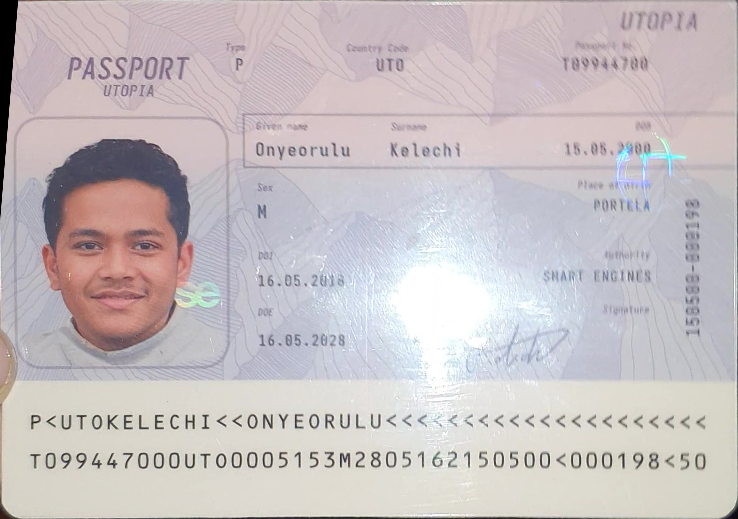 UTOPIA
PASSPORT
UTOPIA
Type
P
Country Code
UTO
Passport No.
T09944700
Given name
Surname
DOB
Onyeorulu
Kelechi
15.05.2000
Sex
M
Place of
PORTELA
DOI
16.05.2018
Authority
SMART ENGINES
DOE
16.05.2028
Signature
150500-000198
se
P<UTOKELECHI<<ONYEORULU<<<<<<<<<<<<<<<<<<<<<
T099447000UTO0005153M2805162150500<000198<50